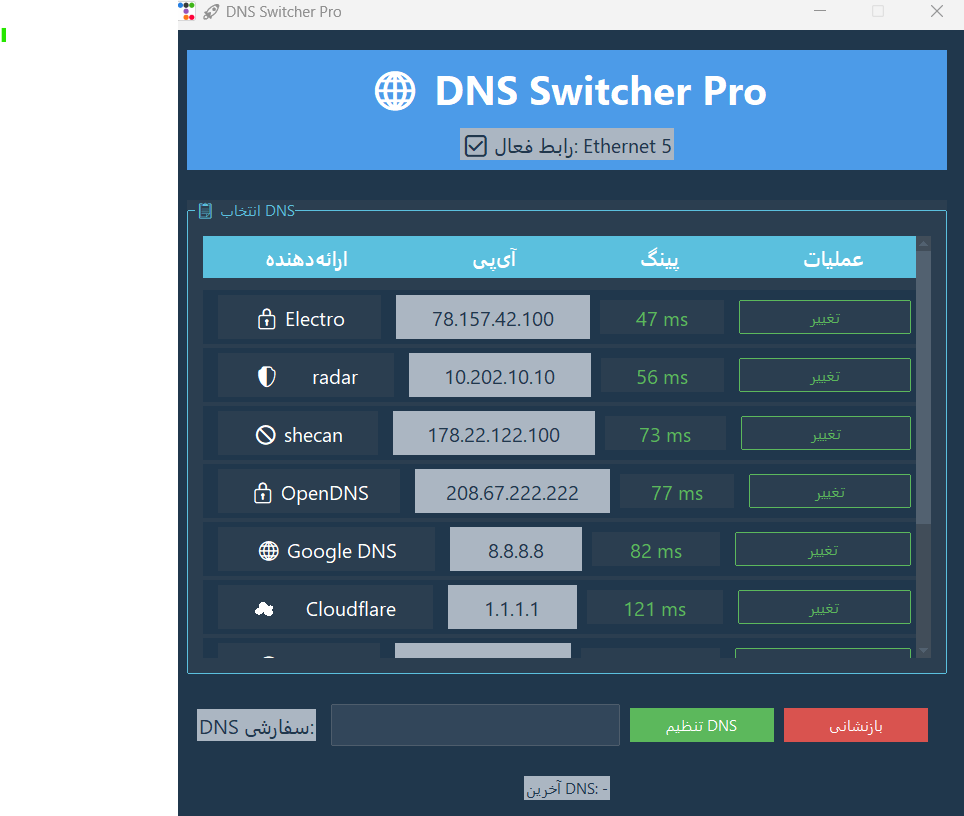 DNS Switcher Pro
DNS Switcher Pro
رابط فعال: Ethernet 5
انتخاب DNS
ارائه‌دهنده آی‌پی پینگ عملیات
Electro 78.157.42.100 47 ms تغییر
radar 10.202.10.10 56 ms تغییر
shecan 178.22.122.100 73 ms تغییر
OpenDNS 208.67.222.222 77 ms تغییر
Google DNS 8.8.8.8 82 ms تغییر
Cloudflare 1.1.1.1 121 ms تغییر
DNS سفارشی: تنظیم DNS بازنشانی
آخرین DNS: -